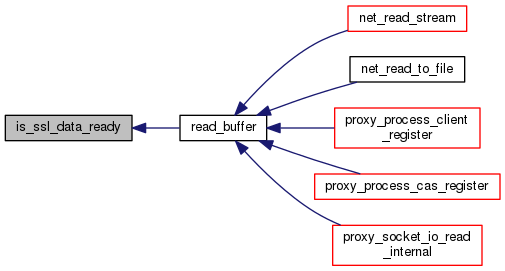 net_read_stream
net_read_to_file
is_ssl_data_ready
read_buffer
proxy_process_client
_register
proxy_process_cas_register
proxy_socket_io_read
_internal